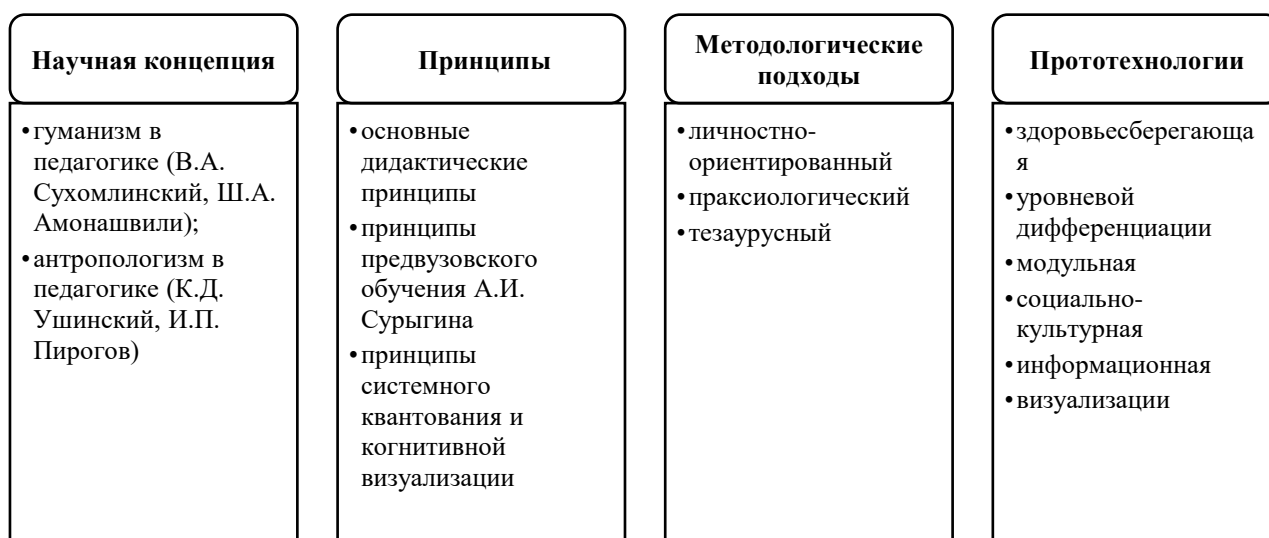 Научная концепция
•гуманизм в
педагогике (В.А.
Сухомлинский, Ш.А.
Амонашвили);
•антропологизм в
педагогике (К.Д.
Ушинский, И.П.
Пирогов)
Принципы
•основные
дидактические
принципы
•принципы
предвузовского
обучения А.И.
Сурыгина
•принципы
системного
квантования и
когнитивной
визуализации
Методологические
подходы
•личностно-
ориентированный
•праксиологический
•тезаурусный
Прототехнологии
•здоровьесберегающа
я
•уровневой
дифференциации
•модульная
•социально-
культурная
•информационная
•визуализации